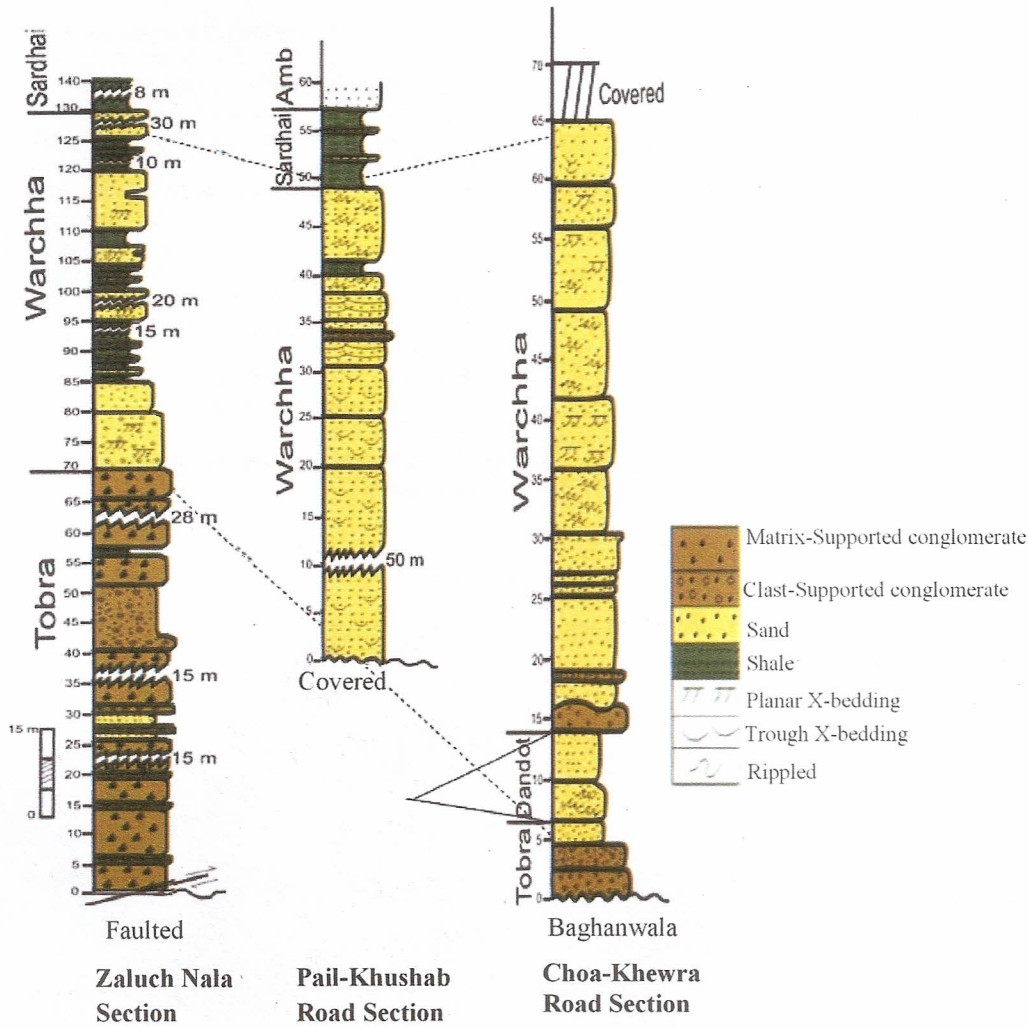 Sardhai
Warchha
Tobra
140
130
125
120
115
110
105
100
95
90
85
80
75
70
65
60
55
50
45
40
35
30
25
20
15
10
5
0
8 m
30 m
10 m
20 m
15 m
28 m
15 m
15 m
15 m
0
Faulted
Zaluch Nala
Section
Amb
Sardhai
Warchha
60
55
50
45
40
35
30
25
20
15
10
5
0
50 m
Covered
Pail-Khushab
Road Section
Warchha
Dandot
Tobra
70
65
60
55
50
45
40
35
30
25
20
15
10
5
0
Covered
Baghanwala
Choa-Khewra
Road Section
Matrix-Supported conglomerate
Clast-Supported conglomerate
Sand
Shale
Planar X-bedding
Trough X-bedding
Rippled